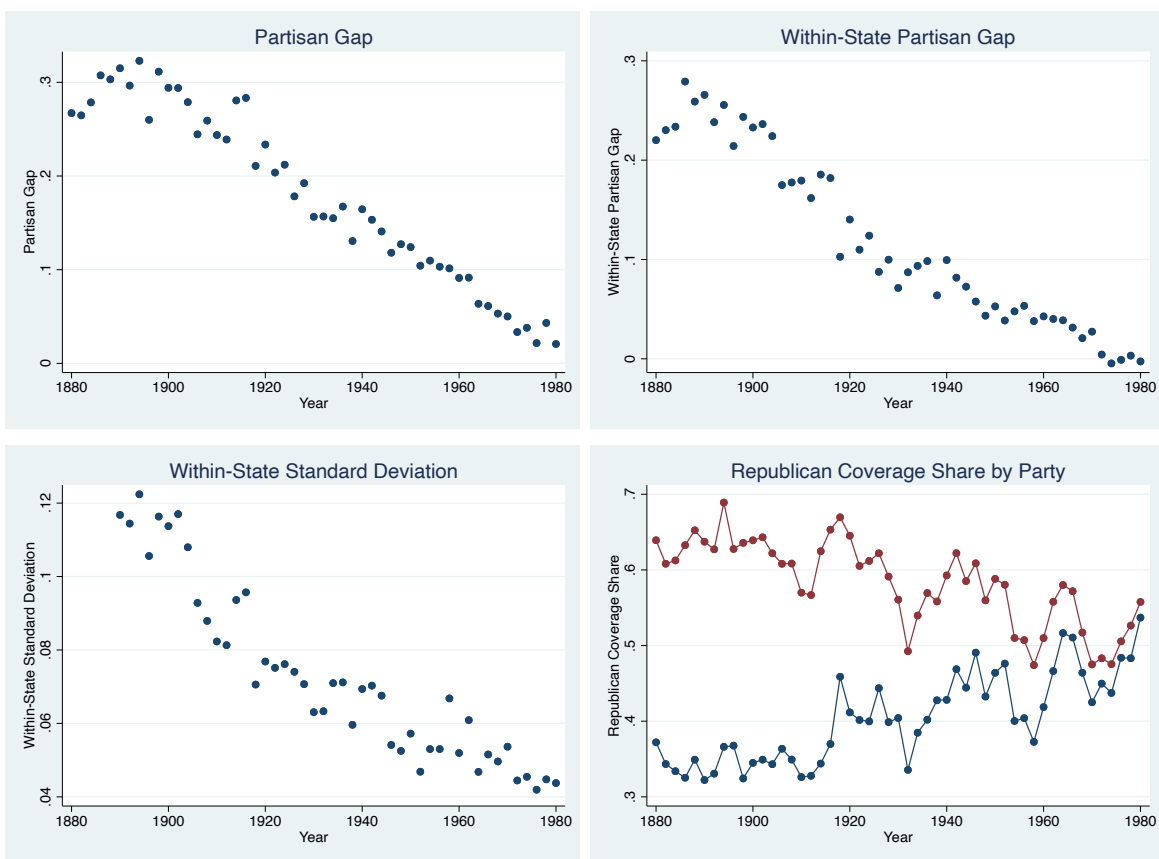 Partisan Gap
Partisan Gap
.3
.2
.1
0
1880 1900 1920 1940 1960 1980
Year
Within-State Partisan Gap
Within-State Partisan Gap
.3
.2
.1
0
1880 1900 1920 1940 1960 1980
Year
Within-State Standard Deviation
Within-State Standard Deviation
.12
.1
.08
.06
.04
1880 1900 1920 1940 1960 1980
Year
Republican Coverage Share by Party
Republican Coverage Share
.7
.6
.5
.4
.3
1880 1900 1920 1940 1960 1980
Year